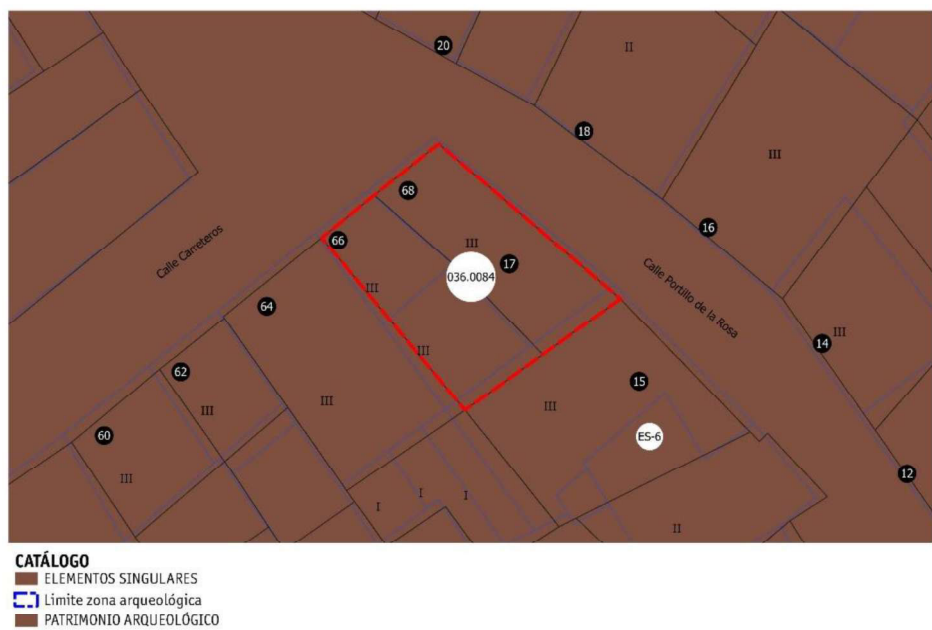 20
II
18
III
68
16
66
III
17
036.0084
Calle Carreteros
III
Calle Portillo de la Rosa
64
III
14
III
62
15
III
III
III
60
ES-6
III
12
I
I
I
II
CATÁLOGO
ELEMENTOS SINGULARES
Limite zona arqueológica
PATRIMONIO ARQUEOLÓGICO